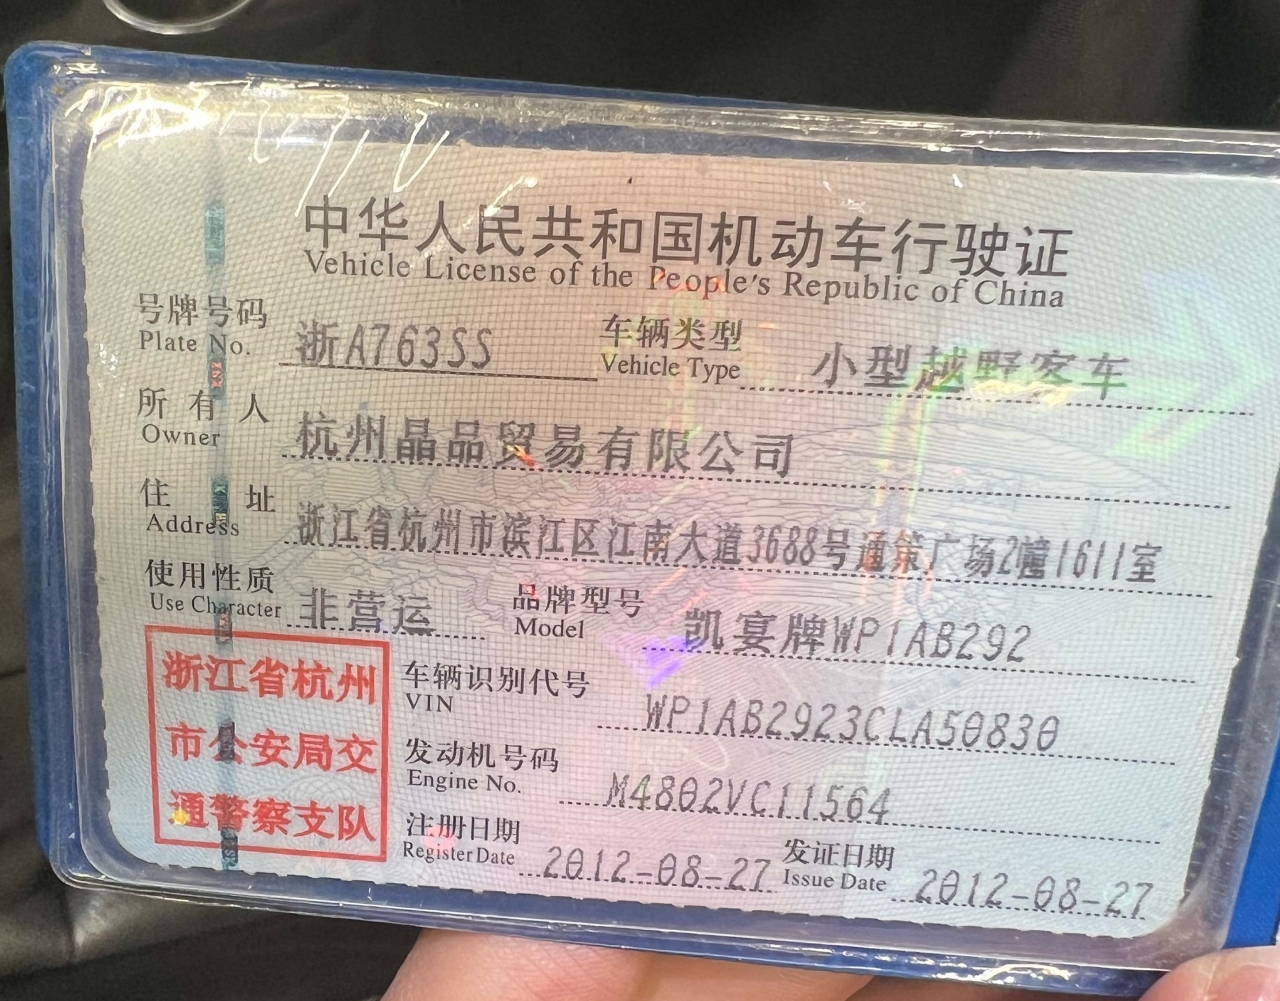 中华人民共和国机动车行驶证
Vehicle License of the People's Republic of China
号牌号码 浙A763SS 车辆类型 小型越野客车
Plate No. Vehicle Type
所有人 杭州晶品贸易有限公司
Owner
住址 浙江省杭州市滨江区江南大道3688号通策广场2幢1611室
Address
使用性质 非营运 品牌型号 凯宴牌WP1AB292
Use Character Model
浙江省杭州
市公安局交
通警察支队
车辆识别代号 WP1AB2923CLA50830
VIN
发动机号码 M4802VC11564
Engine No.
注册日期 2012-08-27 发证日期 2012-08-27
Register Date Issue Date